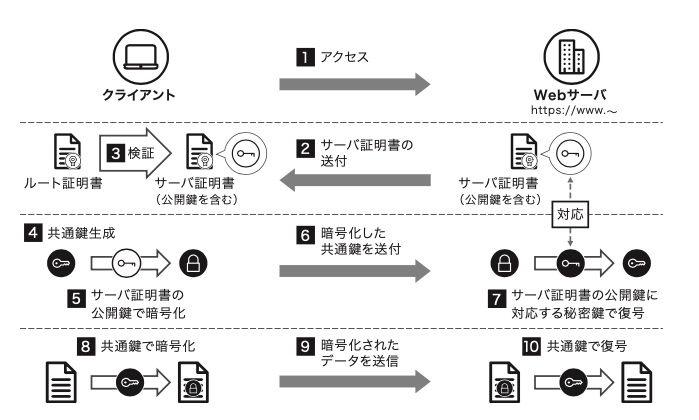 1 アクセス
クライアント
Webサーバ
https://www.～
3 検証
2 サーバ証明書の
送付
ルート証明書
サーバ証明書
（公開鍵を含む）
サーバ証明書
（公開鍵を含む）
対応
4 共通鍵生成
6 暗号化した
共通鍵を送付
5 サーバ証明書の
公開鍵で暗号化
7 サーバ証明書の公開鍵に
対応する秘密鍵で復号
8 共通鍵で暗号化
9 暗号化された
データを送信
10 共通鍵で復号